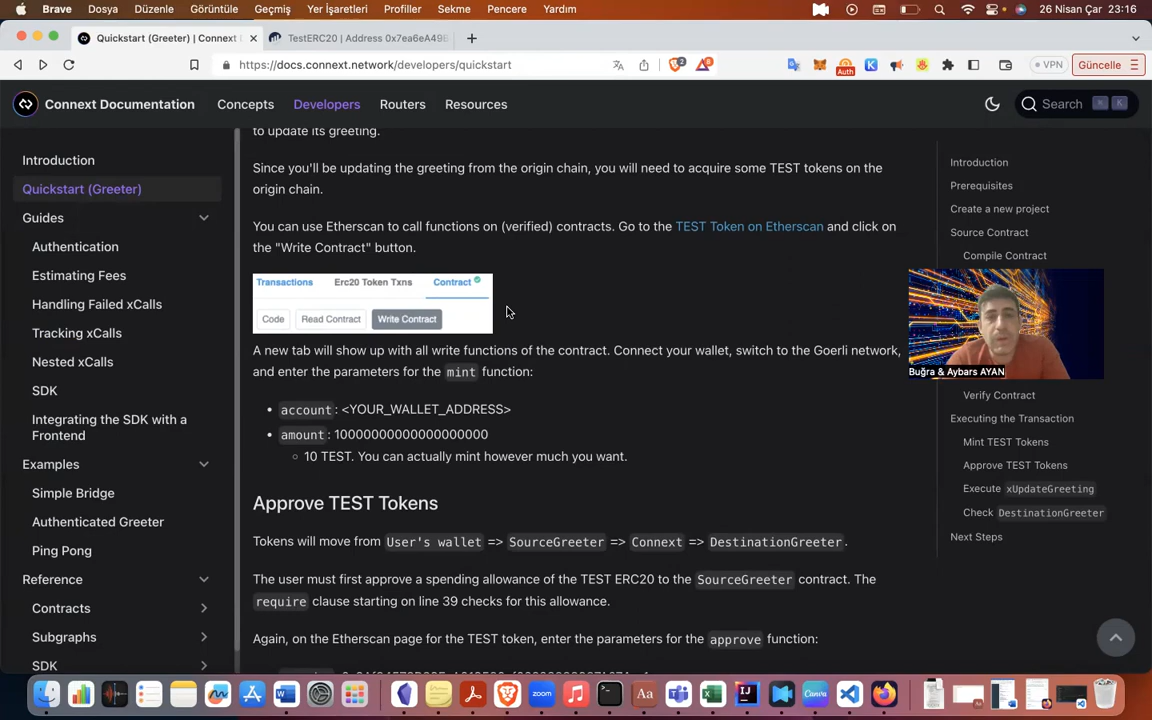 Brave Dosya Düzenle Görüntüle Geçmiş Yer İşaretleri Profiller Sekme Pencere Yardım 26 Nisan Çar 23:16
Quickstart (Greeter) | Connext
TestERC20 | Address 0x7ea6eA49B
https://docs.connext.network/developers/quickstart
2
Auth
VPN
Güncelle
Connext Documentation Concepts Developers Routers Resources Search K
Introduction
Quickstart (Greeter)
Guides
Authentication
Estimating Fees
Handling Failed xCalls
Tracking xCalls
Nested xCalls
SDK
Integrating the SDK with a
Frontend
Examples
Simple Bridge
Authenticated Greeter
Ping Pong
Reference
Contracts
Subgraphs
SDK
to update its greeting.
Since you'll be updating the greeting from the origin chain, you will need to acquire some TEST tokens on the
origin chain.
You can use Etherscan to call functions on (verified) contracts. Go to the TEST Token on Etherscan and click on
the "Write Contract" button.
Transactions Erc20 Token Txns Contract
Code Read Contract Write Contract
A new tab will show up with all write functions of the contract. Connect your wallet, switch to the Goerli network,
and enter the parameters for the mint function:
• account: <YOUR_WALLET_ADDRESS>
• amount: 10000000000000000000
○ 10 TEST. You can actually mint however much you want.
Approve TEST Tokens
Tokens will move from User's wallet => SourceGreeter => Connext => DestinationGreeter.
The user must first approve a spending allowance of the TEST ERC20 to the SourceGreeter contract. The
require clause starting on line 39 checks for this allowance.
Again, on the Etherscan page for the TEST token, enter the parameters for the approve function:
Introduction
Prerequisites
Create a new project
Source Contract
Compile Contract
Buğra & Aybars AYAN
Verify Contract
Executing the Transaction
Mint TEST Tokens
Approve TEST Tokens
Execute xUpdateGreeting
Check DestinationGreeter
Next Steps
zoom
Aa